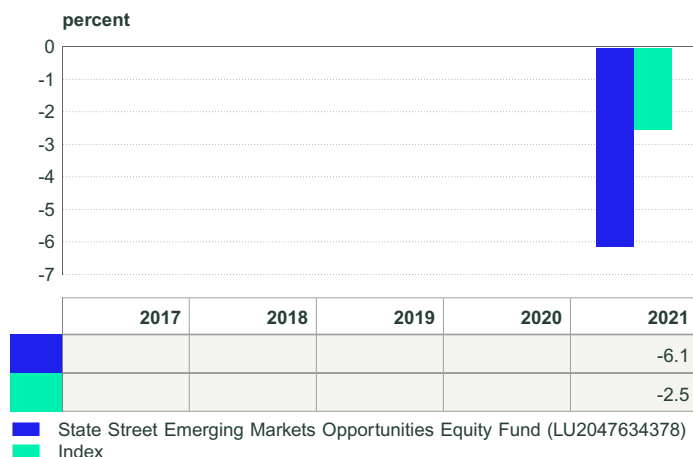 percent
0
-1
-2
-3
-4
-5
-6
-7
2017 2018 2019 2020 2021
-6.1
-2.5
State Street Emerging Markets Opportunities Equity Fund (LU2047634378)
Index